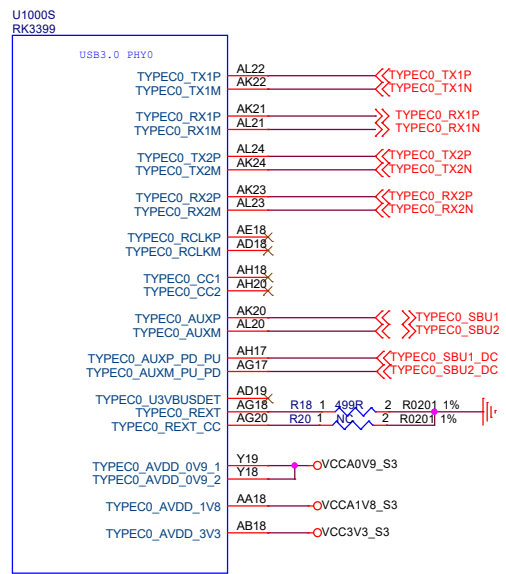 U1000S
RK3399
USB3.0 PHY0
TYPEC0_TX1P AL22 TYPEC0_TX1P
TYPEC0_TX1M AK22 TYPEC0_TX1N
TYPEC0_RX1P AK21 TYPEC0_RX1P
TYPEC0_RX1M AL21 TYPEC0_RX1N
TYPEC0_TX2P AL24 TYPEC0_TX2P
TYPEC0_TX2M AK24 TYPEC0_TX2N
TYPEC0_RX2P AK23 TYPEC0_RX2P
TYPEC0_RX2M AL23 TYPEC0_RX2N
TYPEC0_RCLKP AE18
TYPEC0_RCLKM AD18
TYPEC0_CC1 AH18
TYPEC0_CC2 AH20
TYPEC0_AUXP AK20 TYPEC0_SBU1
TYPEC0_AUXM AL20 TYPEC0_SBU2
TYPEC0_AUXP_PD_PU AH17 TYPEC0_SBU1_DC
TYPEC0_AUXM_PU_PD AG17 TYPEC0_SBU2_DC
TYPEC0_U3VBUSDET AD19
TYPEC0_REXT AG18 R18 1 499R 2 R0201 1%
TYPEC0_REXT_CC AG20 R20 1 NC 2 R0201 1%
TYPEC0_AVDD_0V9_1 Y19 VCCA0V9_S3
TYPEC0_AVDD_0V9_2 Y18
TYPEC0_AVDD_1V8 AA18 VCCA1V8_S3
TYPEC0_AVDD_3V3 AB18 VCC3V3_S3